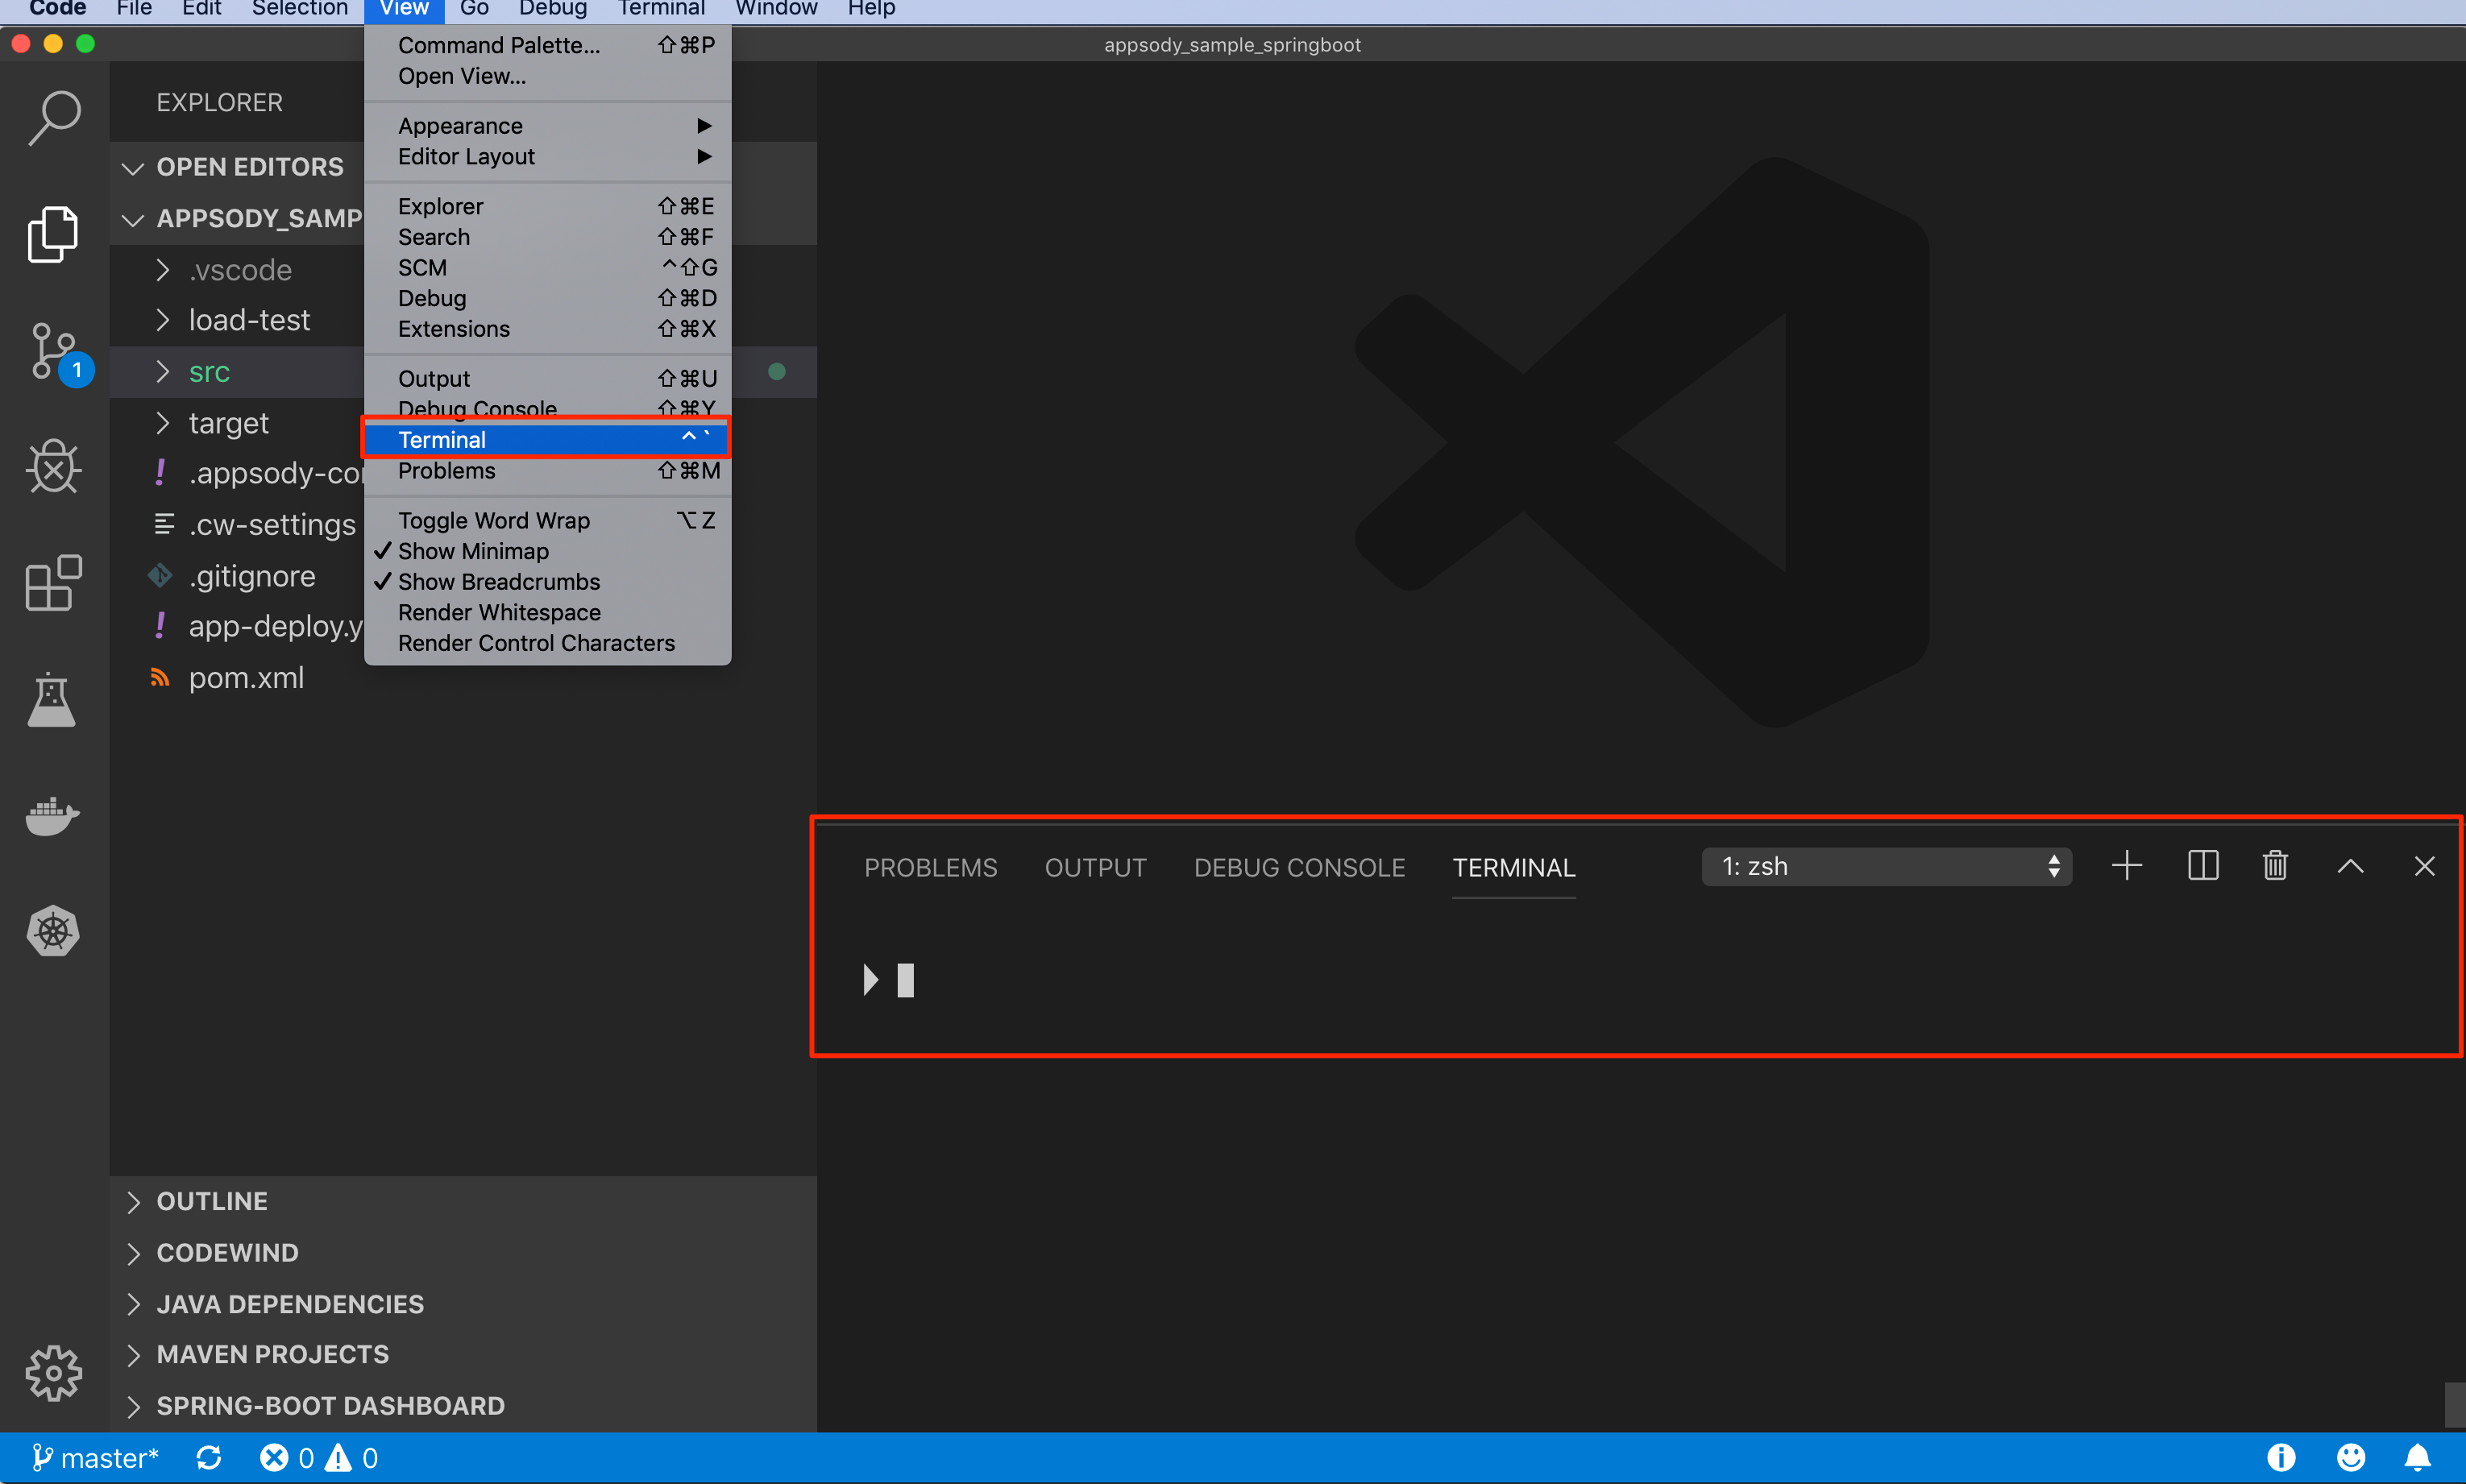 Code File Edit Selection View Go Debug Terminal Window Help
appsody_sample_springboot
Command Palette... ⇧⌘P
Open View...
Appearance ▶
Editor Layout ▶
Explorer ⇧⌘E
Search ⇧⌘F
SCM ^⇧G
Debug ⇧⌘D
Extensions ⇧⌘X
Output ⇧⌘U
Debug Console ⇧⌘Y
Terminal ^`
Problems ⇧⌘M
Toggle Word Wrap ⌥Z
✓ Show Minimap
✓ Show Breadcrumbs
Render Whitespace
Render Control Characters
EXPLORER
OPEN EDITORS
APPSODY_SAMP
.vscode
load-test
src
target
! .appsody-con
.cw-settings
.gitignore
! app-deploy.y
pom.xml
1
PROBLEMS OUTPUT DEBUG CONSOLE TERMINAL 1: zsh
OUTLINE
CODEWIND
JAVA DEPENDENCIES
MAVEN PROJECTS
SPRING-BOOT DASHBOARD
master* 0 0